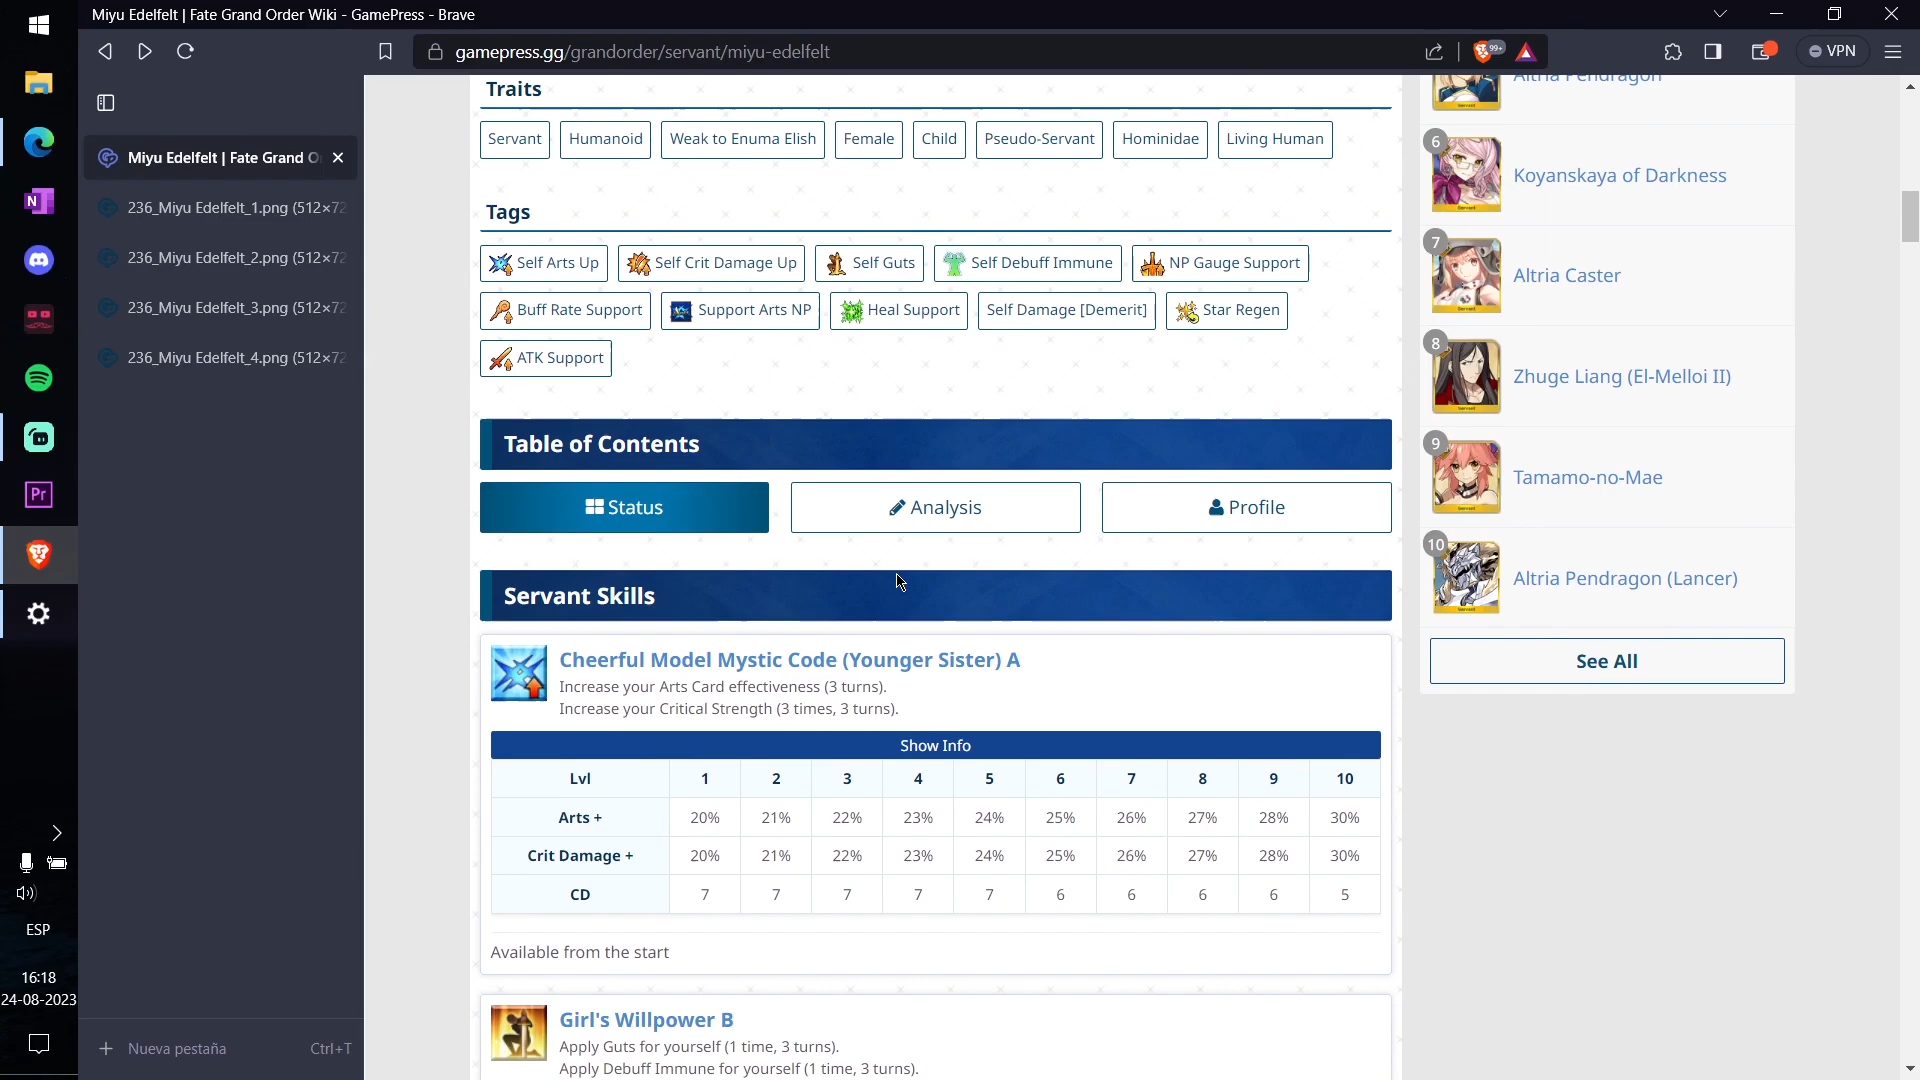 Miyu Edelfelt | Fate Grand Order Wiki - GamePress - Brave
gamepress.gg/grandorder/servant/miyu-edelfelt
99+
VPN
Miyu Edelfelt | Fate Grand O
236_Miyu Edelfelt_1.png (512×72
236_Miyu Edelfelt_2.png (512×72
236_Miyu Edelfelt_3.png (512×72
236_Miyu Edelfelt_4.png (512×72
Nueva pestaña Ctrl+T
N
Pr
ESP
16:18
24-08-2023
Traits
Servant Humanoid Weak to Enuma Elish Female Child Pseudo-Servant Hominidae Living Human
Tags
Self Arts Up Self Crit Damage Up Self Guts Self Debuff Immune NP Gauge Support
Buff Rate Support Support Arts NP Heal Support Self Damage [Demerit] Star Regen
ATK Support
Table of Contents
Status Analysis Profile
Servant Skills
Cheerful Model Mystic Code (Younger Sister) A
Increase your Arts Card effectiveness (3 turns).
Increase your Critical Strength (3 times, 3 turns).
Show Info
Lvl 1 2 3 4 5 6 7 8 9 10
Arts + 20% 21% 22% 23% 24% 25% 26% 27% 28% 30%
Crit Damage + 20% 21% 22% 23% 24% 25% 26% 27% 28% 30%
CD 7 7 7 7 7 6 6 6 6 5
Available from the start
Girl's Willpower B
Apply Guts for yourself (1 time, 3 turns).
Apply Debuff Immune for yourself (1 time, 3 turns).
Altria Pendragon
6 Koyanskaya of Darkness
7 Altria Caster
8 Zhuge Liang (El-Melloi II)
9 Tamamo-no-Mae
10 Altria Pendragon (Lancer)
See All